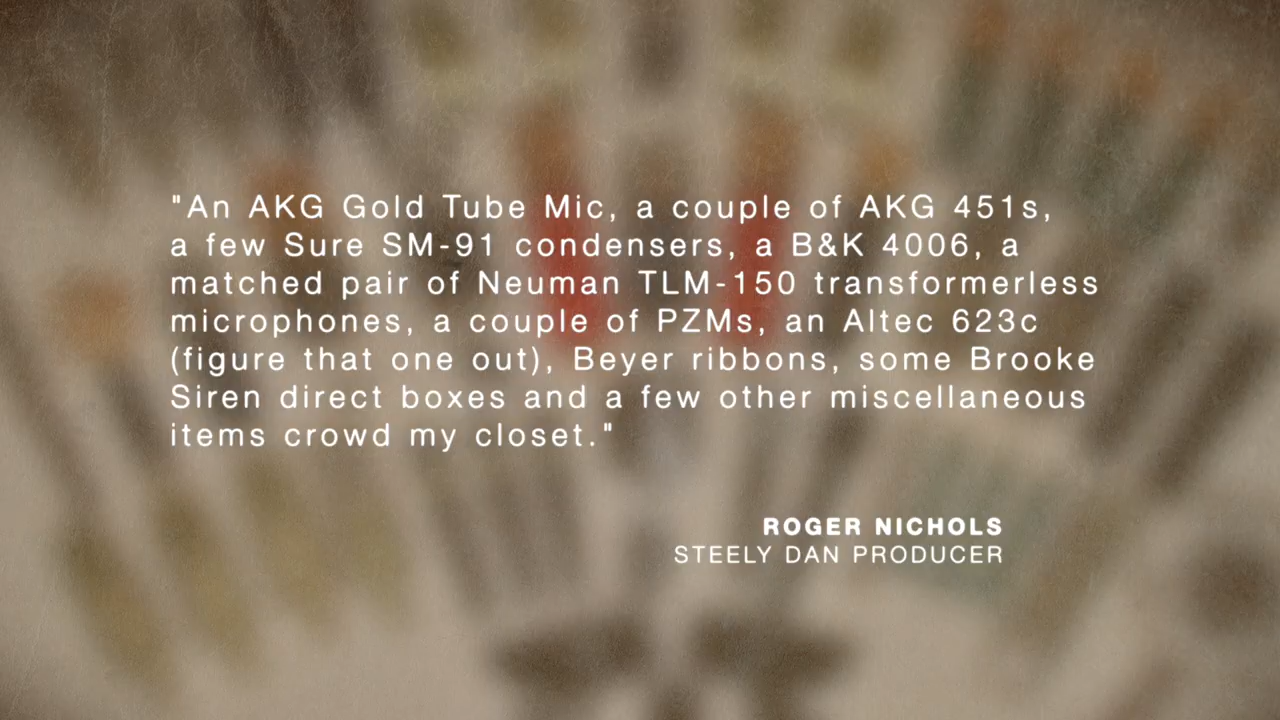 "An AKG Gold Tube Mic, a couple of AKG 451s,
a few Sure SM-91 condensers, a B&K 4006, a
matched pair of Neuman TLM-150 transformerless
microphones, a couple of PZMs, an Altec 623c
(figure that one out), Beyer ribbons, some Brooke
Siren direct boxes and a few other miscellaneous
items crowd my closet."
ROGER NICHOLS
STEELY DAN PRODUCER